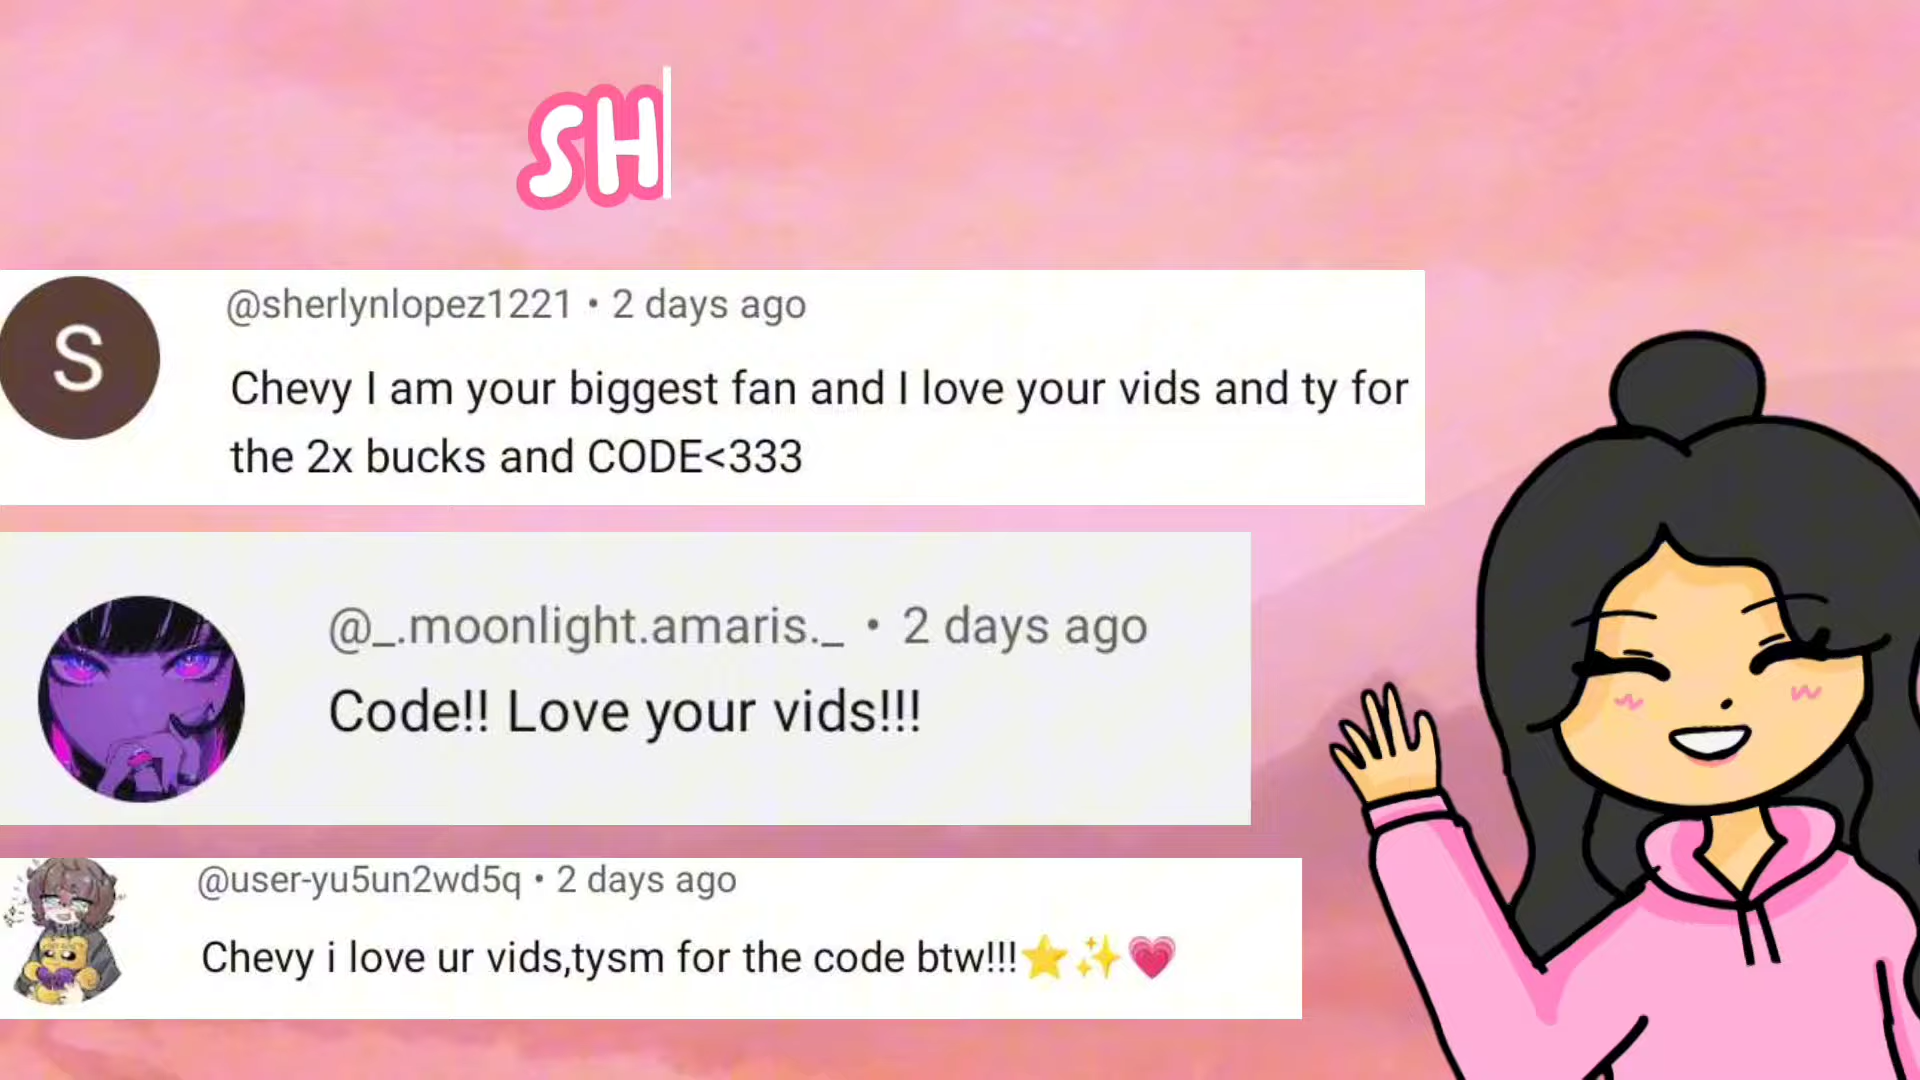 SH
S
@sherlynlopez1221 • 2 days ago
Chevy I am your biggest fan and I love your vids and ty for
the 2x bucks and CODE<333
@_.moonlight.amaris._ • 2 days ago
Code!! Love your vids!!!
@user-yu5un2wd5q • 2 days ago
Chevy i love ur vids,tysm for the code btw!!!⭐✨💗